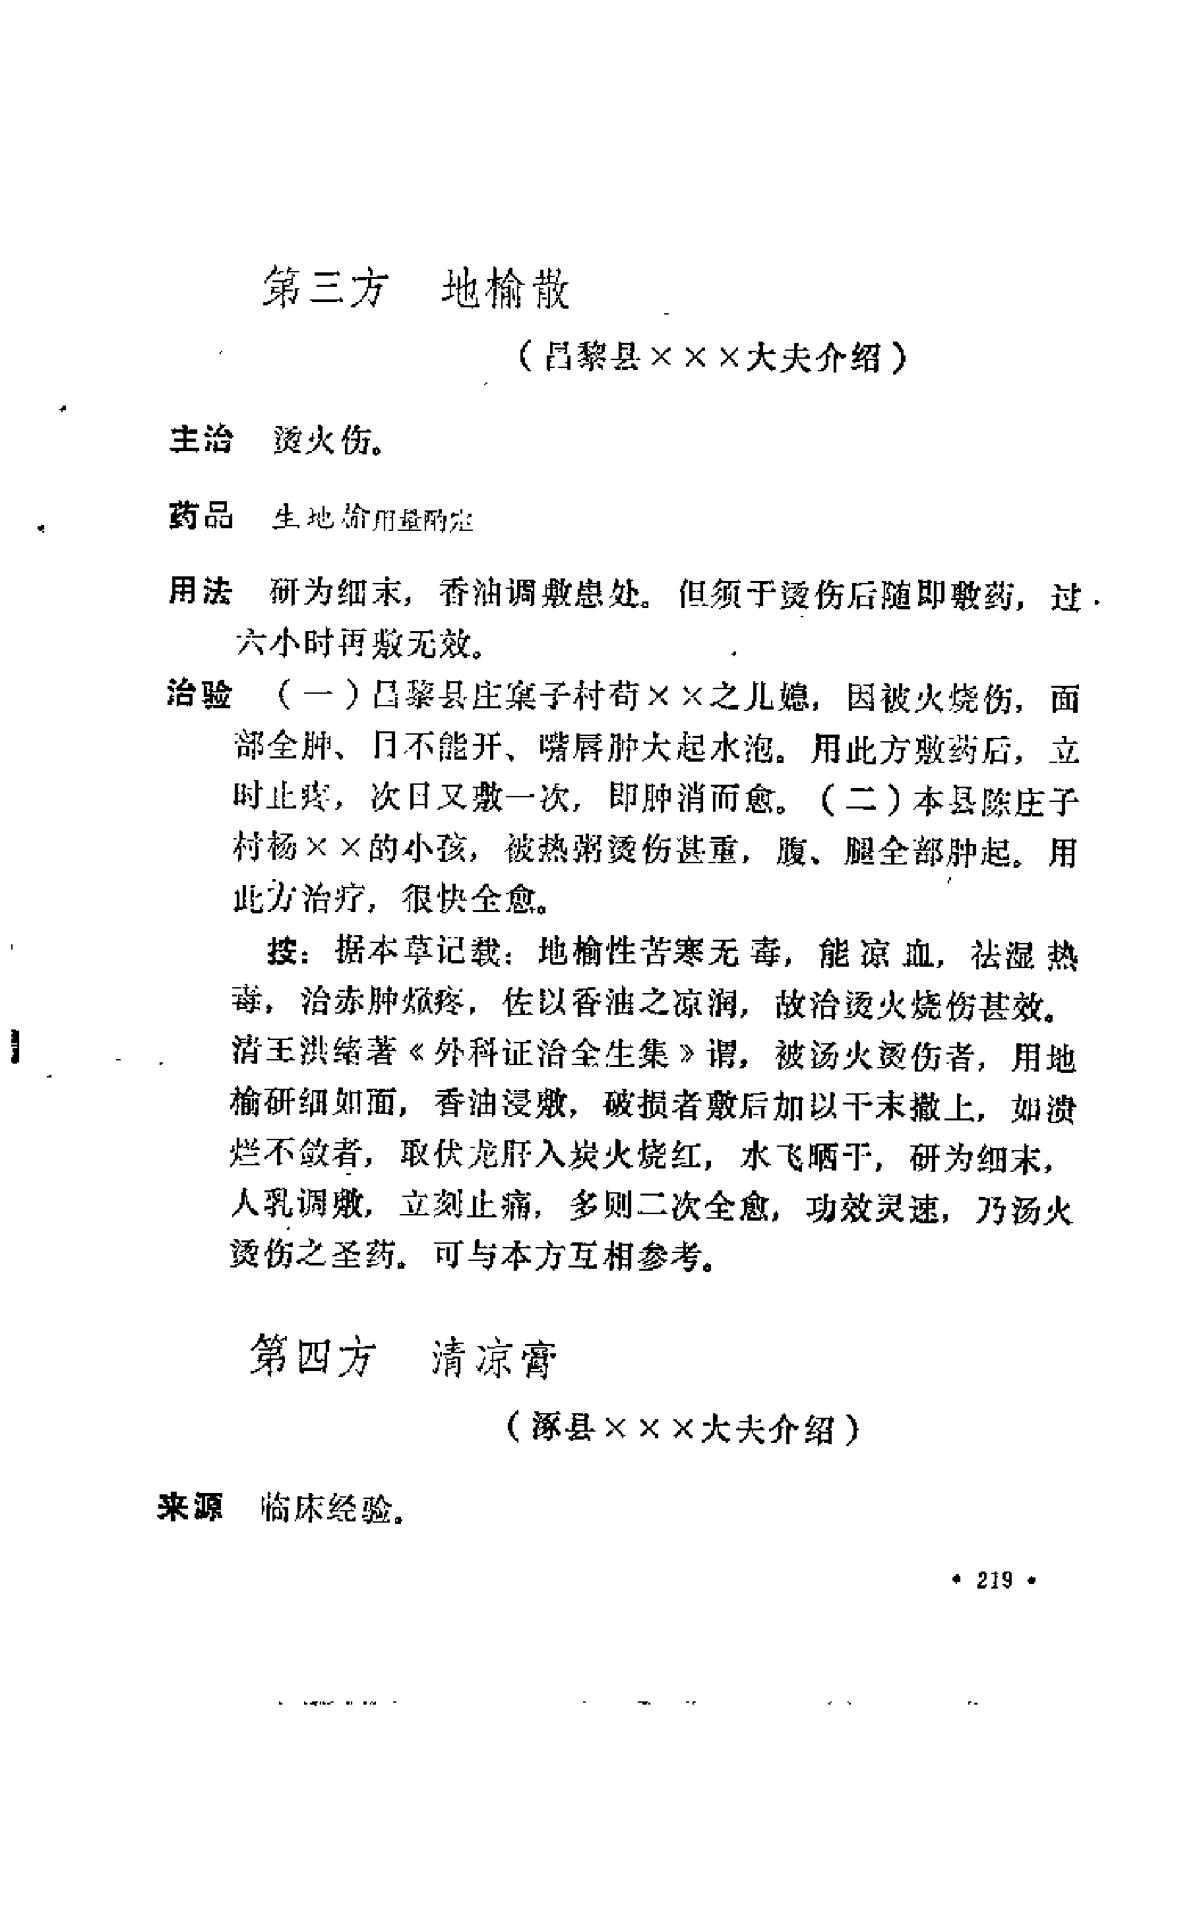 第三方 地榆散
（昌黎县×××大夫介绍）
主治 烫火伤。
药品 生地榆用量酌定
用法 研为细末，香油调敷患处。但须于烫伤后随即敷药，过
六小时再敷无效。
治验 （一）昌黎县庄窠子村荀××之儿媳，因被火烧伤，面
部全肿、目不能开、嘴唇肿大起水泡。用此方敷药后，立
时止疼，次日又敷一次，即肿消而愈。（二）本县陈庄子
村杨××的小孩，被热粥烫伤甚重，腹、腿全部肿起。用
此方治疗，很快全愈。
按：据本草记载：地榆性苦寒无毒，能凉血，祛湿热
毒，治赤肿焮疼，佐以香油之凉润，故治烫火烧伤甚效。
清王洪绪著《外科证治全生集》谓，被汤火烫伤者，用地
榆研细如面，香油浸敷，破损者敷后加以干末撒上，如溃
烂不敛者，取伏龙肝入炭火烧红，水飞晒干，研为细末，
人乳调敷，立刻止痛，多则二次全愈，功效灵速，乃汤火
烫伤之圣药。可与本方互相参考。
第四方 清凉膏
（涿县×××大夫介绍）
来源 临床经验。
• 219 •